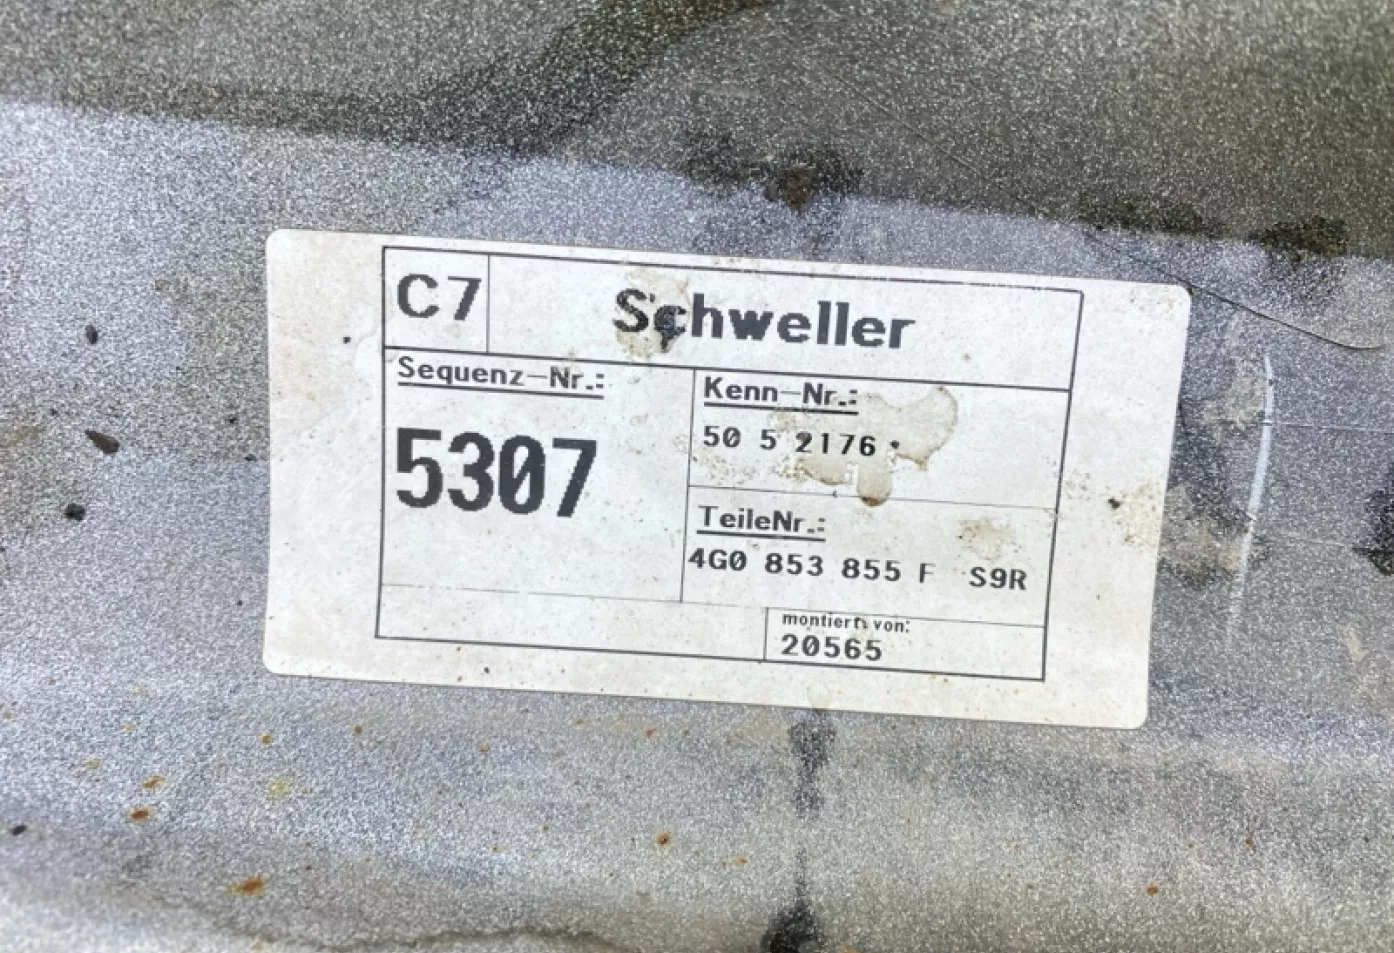 C7 Schweller
Sequenz-Nr.:
5307
Kenn-Nr.:
50 5 2176
TeileNr.:
4G0 853 855 F S9R
montiert von:
20565